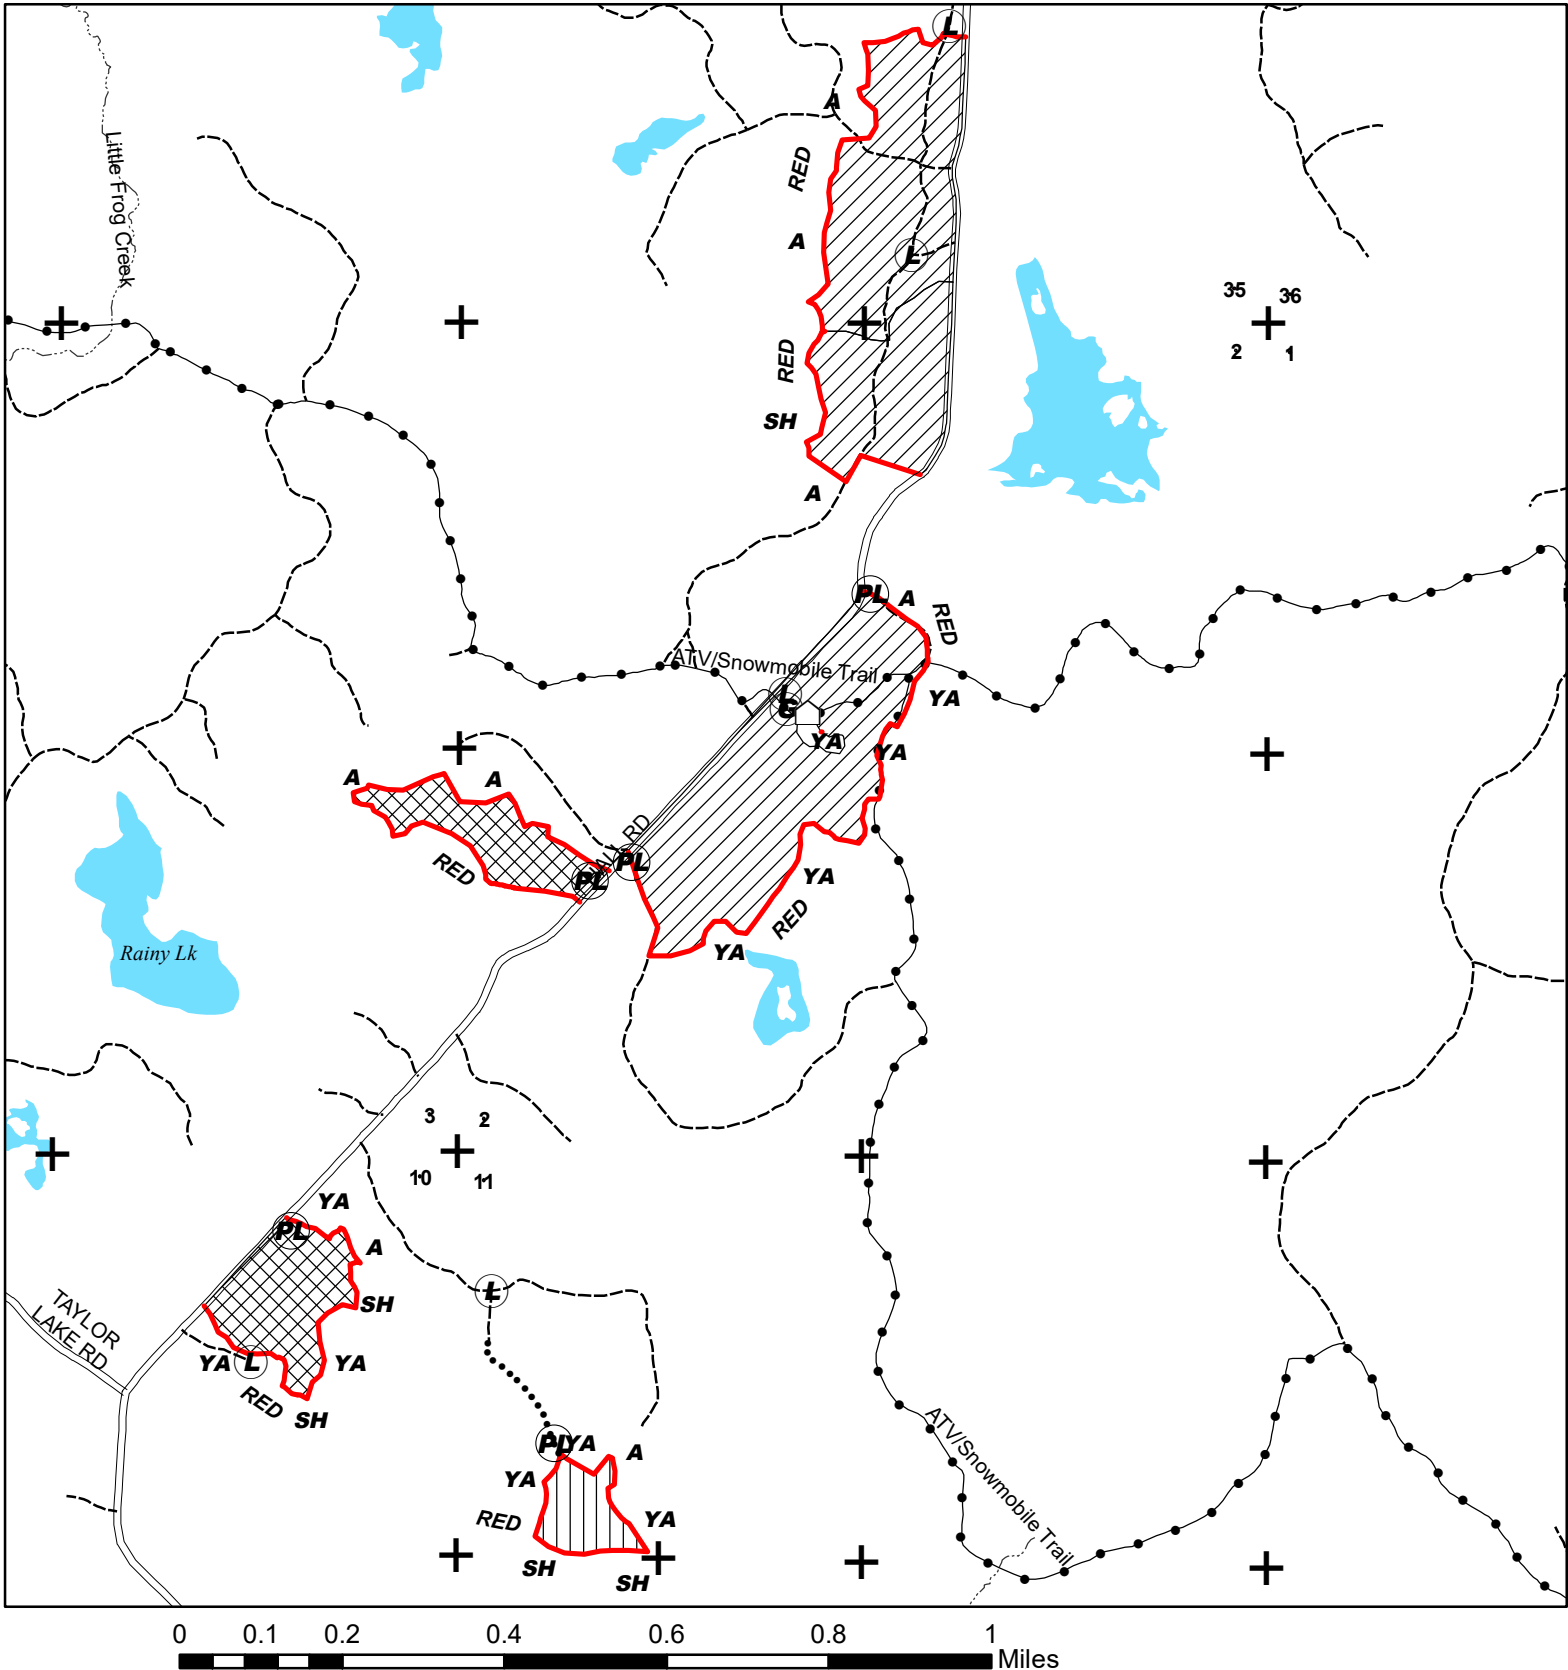 L
A
Little Frog Creek
RED
A
L
35 36
2 1
RED
SH
A
PL A
RED
ATV/Snowmobile Trail
L
YA
G
YA
YA
A
A
RD
PL
RED
PL
YA
RED
YA
Rainy Lk
3 2
10 11
YA
PL
A
L
SH
TAYLOR
LAKE RD
YA L
YA
RED
SH
ATV/Snowmobile Trail
PL YA
A
YA
RED
YA
SH
SH
0 0.1 0.2 0.4 0.6 0.8 1
Miles